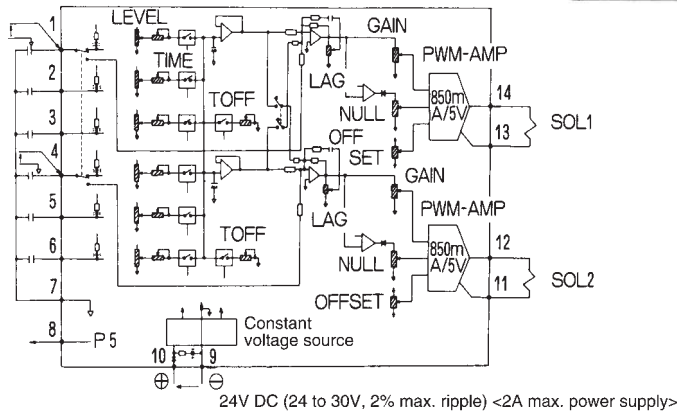 1
LEVEL
GAIN
TIME
PWM-AMP
2
LAG
TOFF
850m
A/5V
14
NULL
3
13
SOL1
OFF
SET
4
GAIN
PWM-AMP
5
LAG
6
TOFF
850m
A/5V
12
NULL
7
11
SOL2
OFFSET
8
P5
Constant
voltage source
10
9
⊕
⊖
24V DC (24 to 30V, 2% max. ripple) <2A max. power supply>